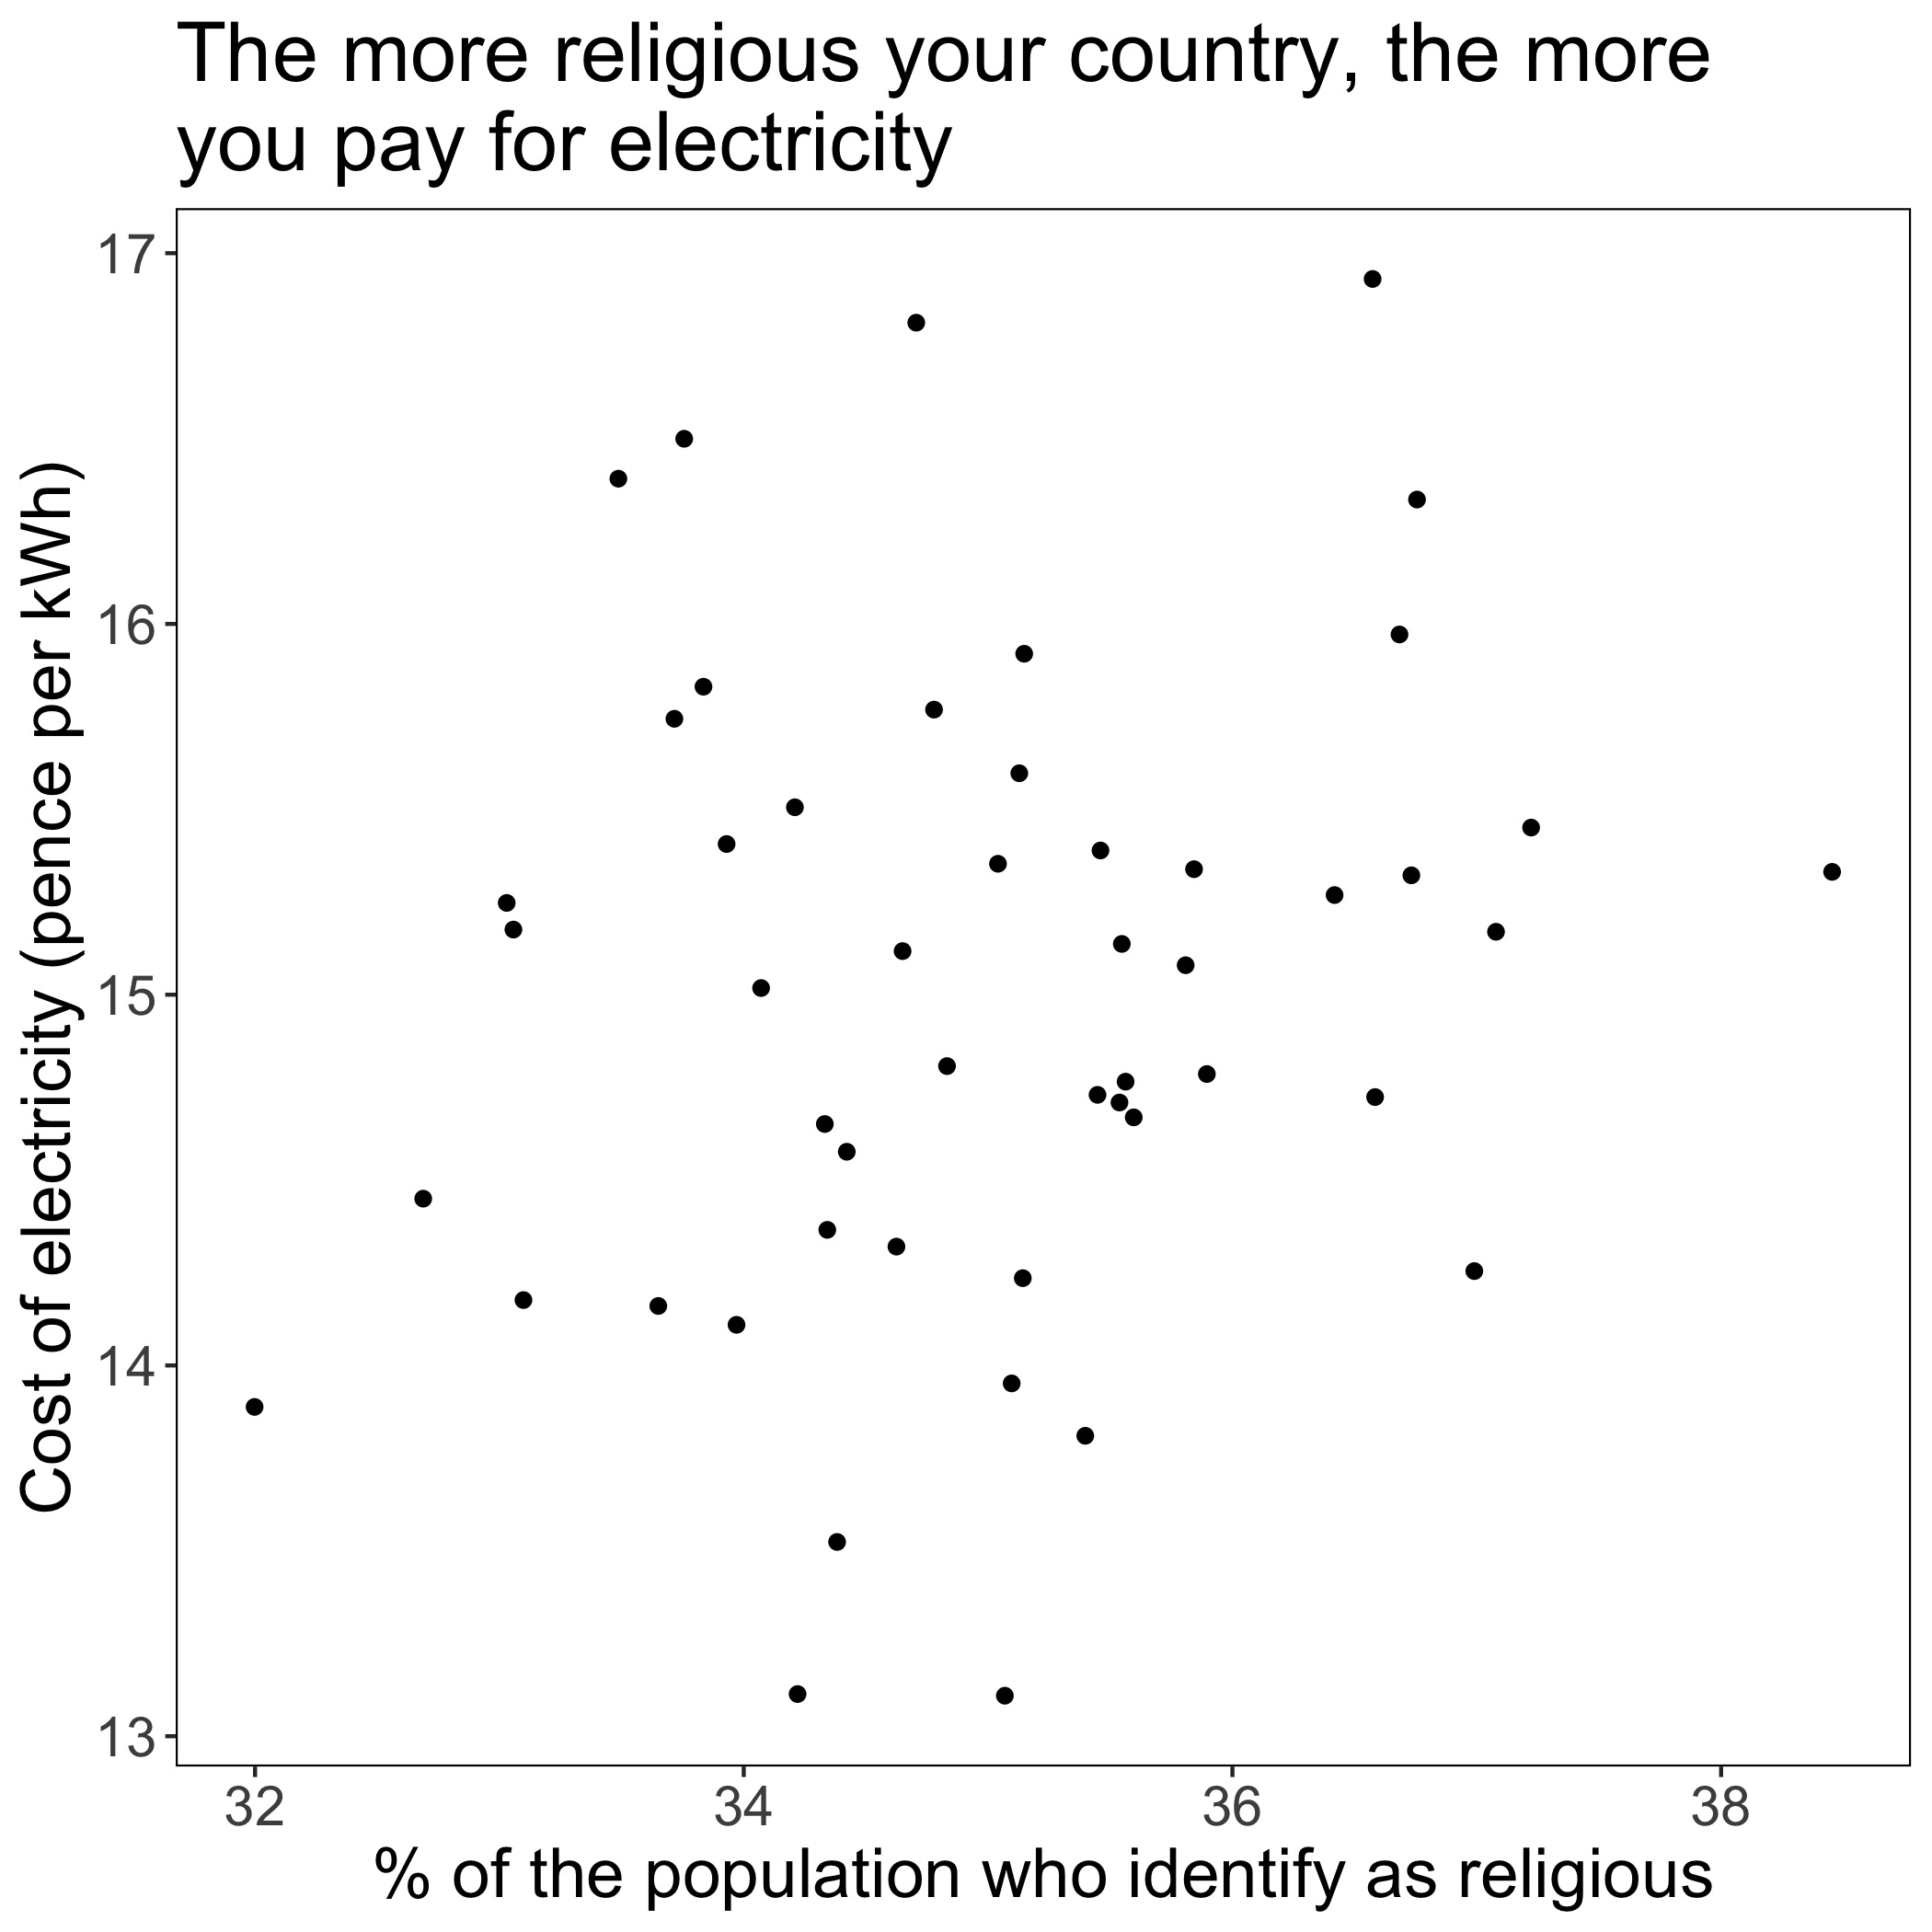 The more religious your country, the more
you pay for electricity
Cost of electricity (pence per kWh)
17
16
15
14
13
32 34 36 38
% of the population who identify as religious